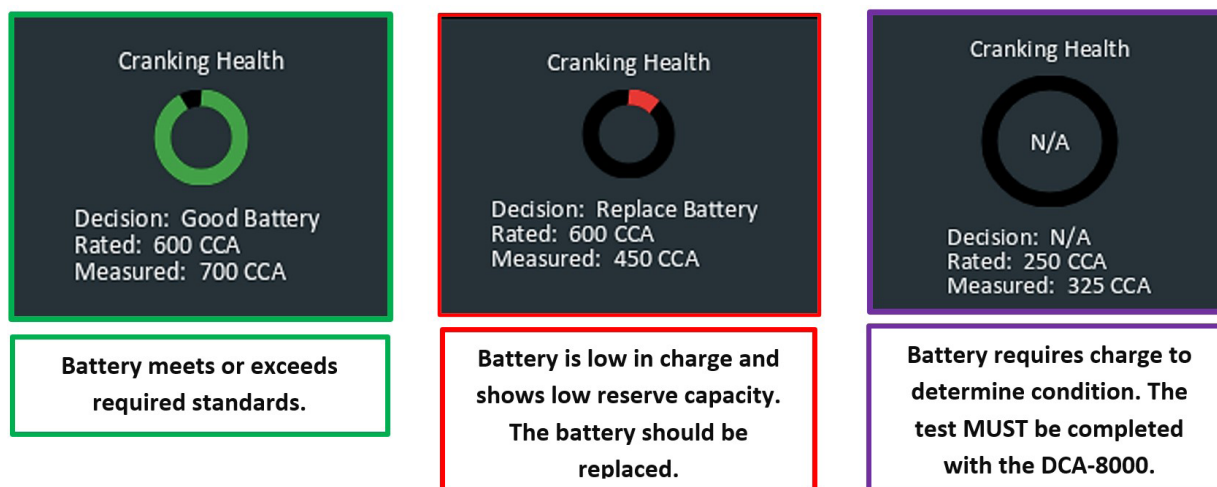 Cranking Health
Decision: Good Battery
Rated: 600 CCA
Measured: 700 CCA
Battery meets or exceeds
required standards.
Cranking Health
Decision: Replace Battery
Rated: 600 CCA
Measured: 450 CCA
Battery is low in charge and
shows low reserve capacity.
The battery should be
replaced.
Cranking Health
N/A
Decision: N/A
Rated: 250 CCA
Measured: 325 CCA
Battery requires charge to
determine condition. The
test MUST be completed
with the DCA-8000.